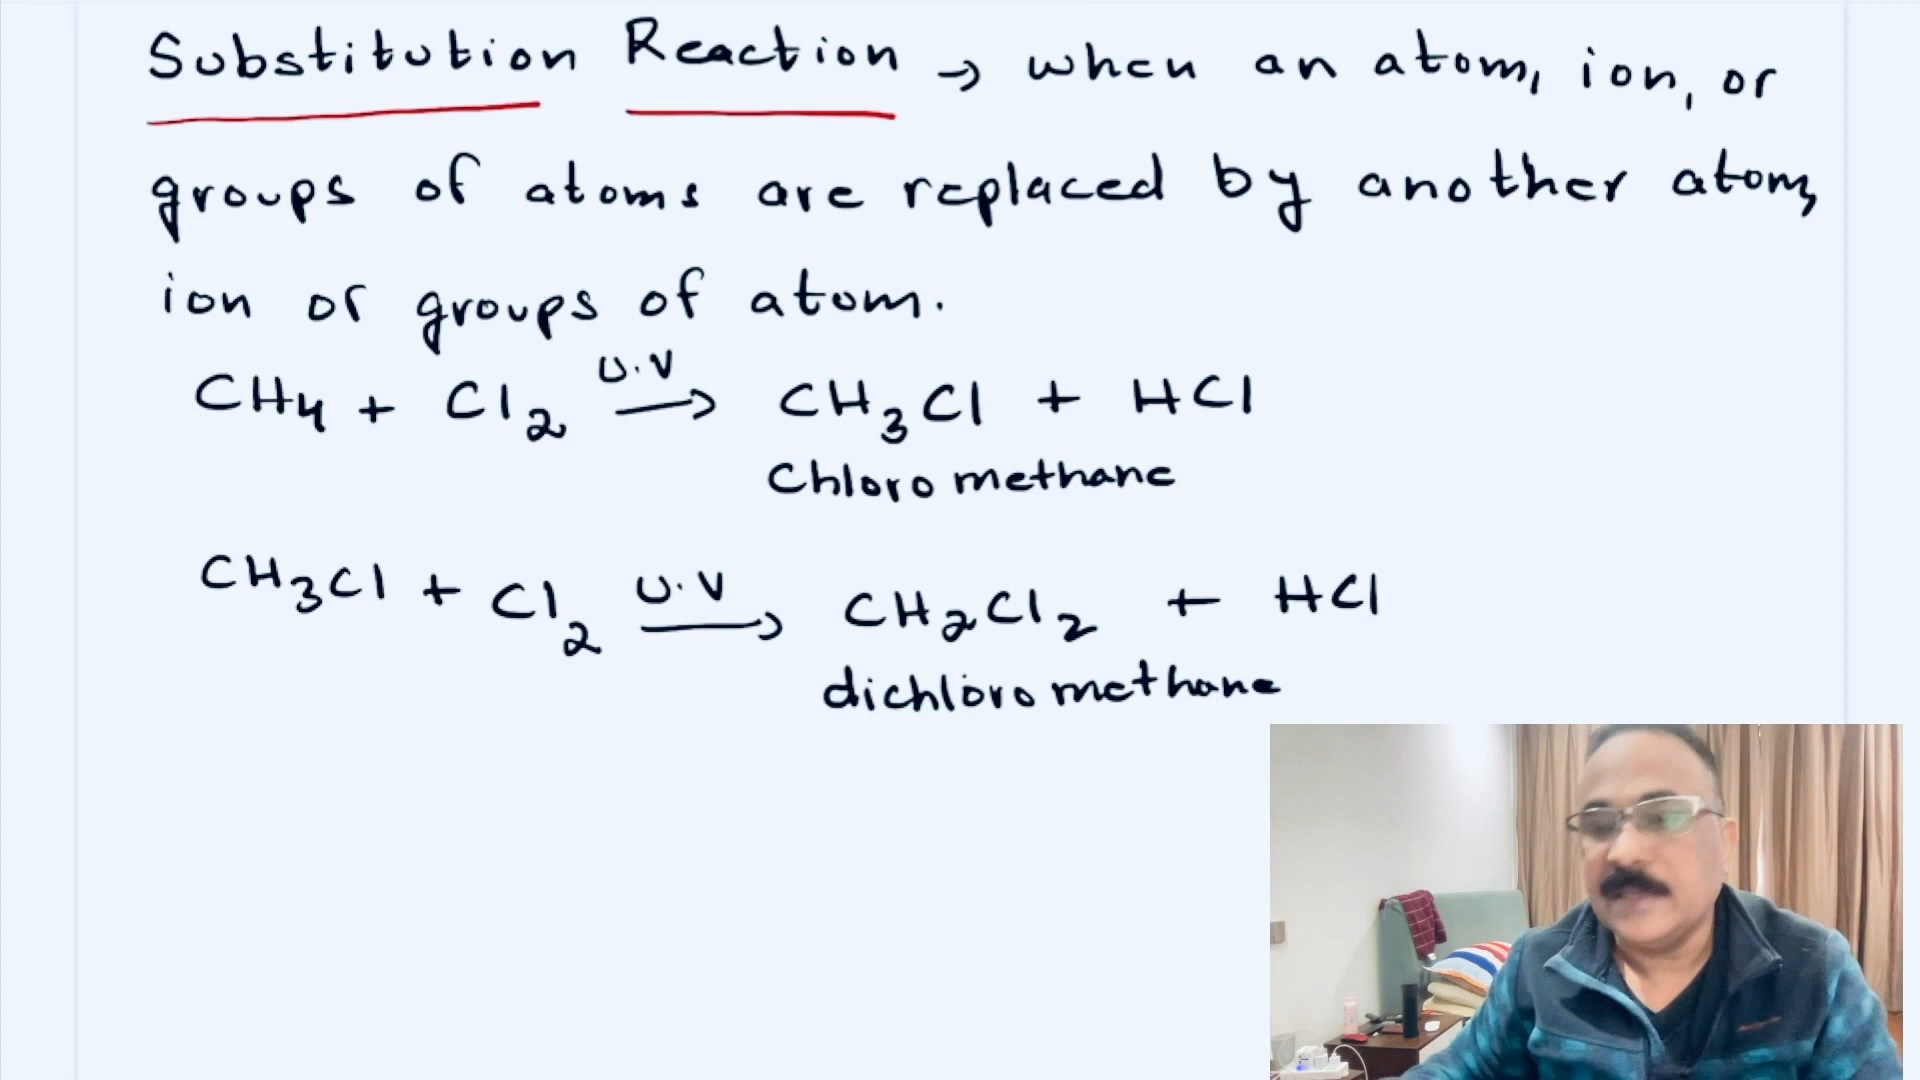 Substitution Reaction → when an atom, ion, or
groups of atoms are replaced by another atom,
ion or groups of atom.
CH4 + Cl2 U.V → CH3Cl + HCl
Chloro methane
CH3Cl + Cl2 U.V → CH2Cl2 + HCl
dichloro methane